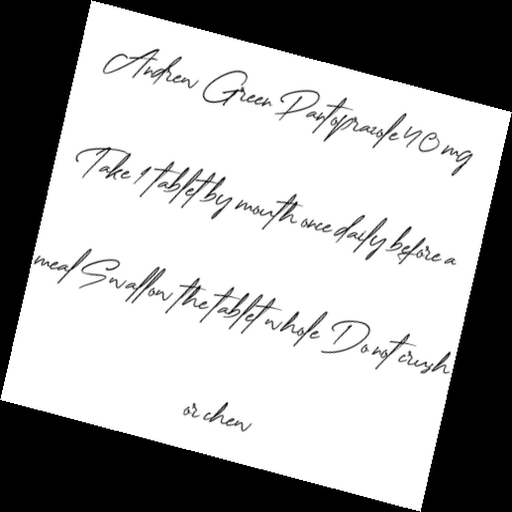 Andrew Green Pantoprazole 40 mg
Take 1 tablet by mouth once daily before a
meal Swallow the tablet whole Do not crush
or chew